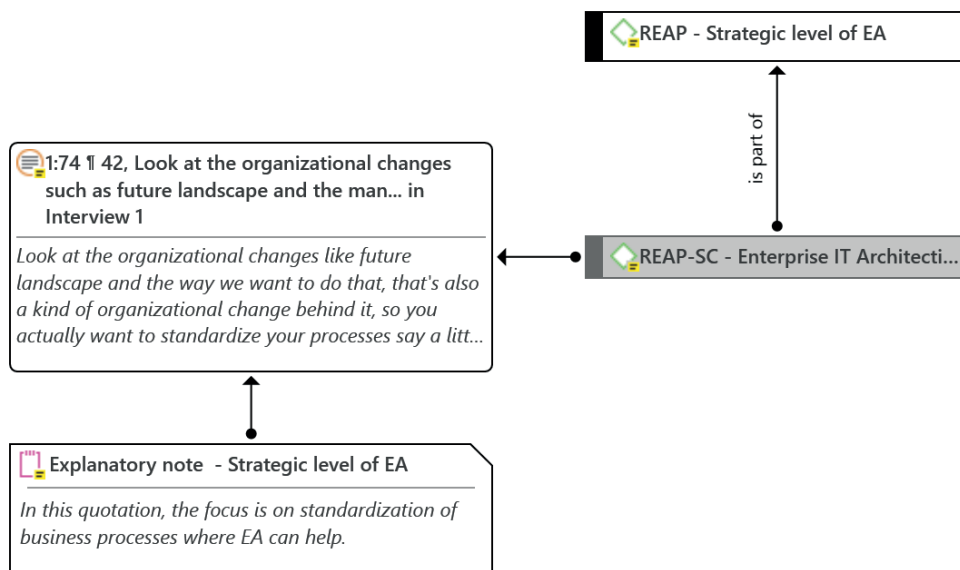 REAP - Strategic level of EA
is part of
1:74 ¶ 42, Look at the organizational changes
such as future landscape and the man... in
Interview 1
Look at the organizational changes like future
landscape and the way we want to do that, that's also
a kind of organizational change behind it, so you
actually want to standardize your processes say a litt...
REAP-SC - Enterprise IT Architecti...
Explanatory note - Strategic level of EA
In this quotation, the focus is on standardization of
business processes where EA can help.